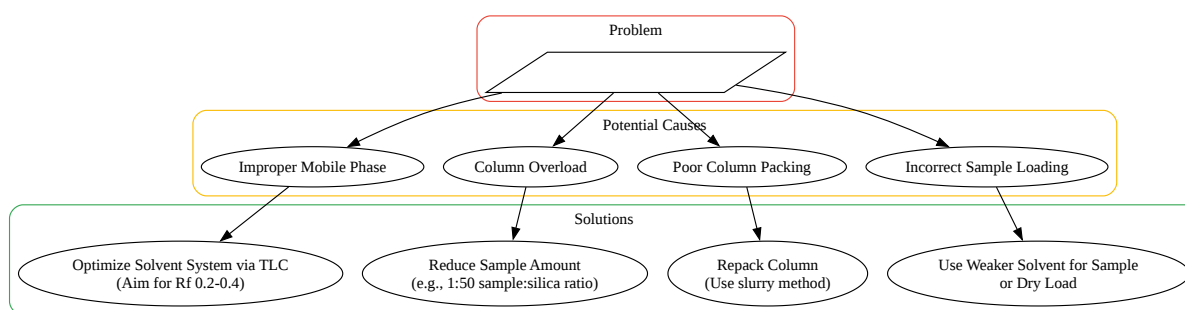 Problem
Potential Causes
Improper Mobile Phase
Column Overload
Poor Column Packing
Incorrect Sample Loading
Solutions
Optimize Solvent System via TLC
(Aim for Rf 0.2-0.4)
Reduce Sample Amount
(e.g., 1:50 sample:silica ratio)
Repack Column
(Use slurry method)
Use Weaker Solvent for Sample
or Dry Load